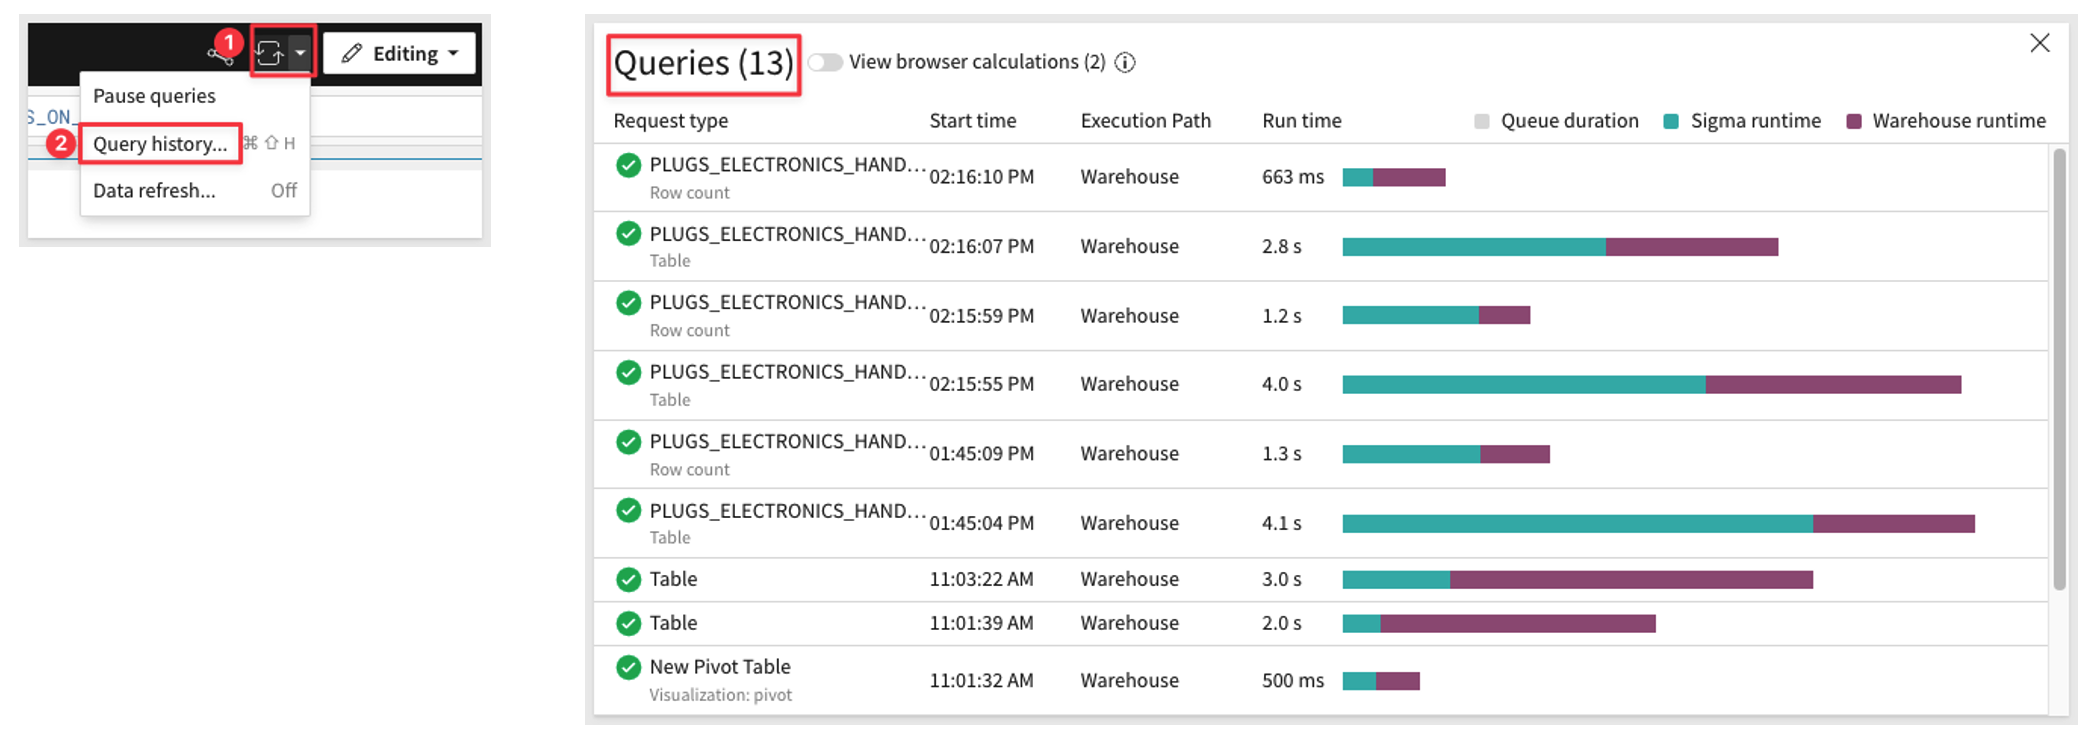 1
Editing
Pause queries
S_ON_
2 Query history... ⌘ ⇧ H
Data refresh... Off
Queries (13) View browser calculations (2)
Request type Start time Execution Path Run time Queue duration Sigma runtime Warehouse runtime
PLUGS_ELECTRONICS_HAND... 02:16:10 PM Warehouse 663 ms
Row count
PLUGS_ELECTRONICS_HAND... 02:16:07 PM Warehouse 2.8 s
Table
PLUGS_ELECTRONICS_HAND... 02:15:59 PM Warehouse 1.2 s
Row count
PLUGS_ELECTRONICS_HAND... 02:15:55 PM Warehouse 4.0 s
Table
PLUGS_ELECTRONICS_HAND... 01:45:09 PM Warehouse 1.3 s
Row count
PLUGS_ELECTRONICS_HAND... 01:45:04 PM Warehouse 4.1 s
Table
Table 11:03:22 AM Warehouse 3.0 s
Table 11:01:39 AM Warehouse 2.0 s
New Pivot Table 11:01:32 AM Warehouse 500 ms
Visualization: pivot